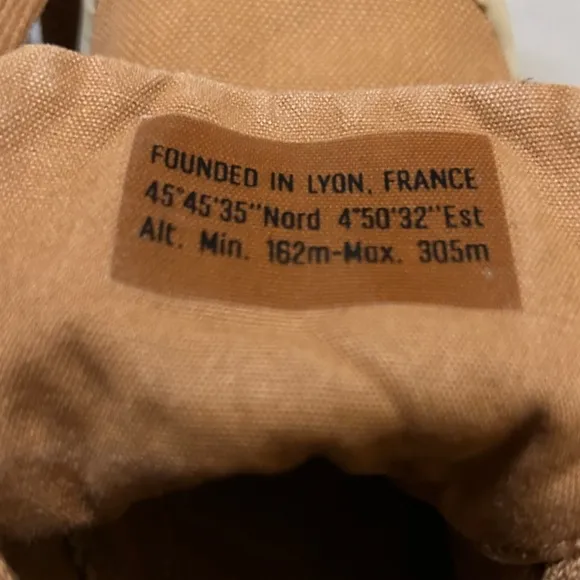 FOUNDED IN LYON, FRANCE
45°45'35''Nord 4°50'32''Est
Alt. Min. 162m-Max. 305m